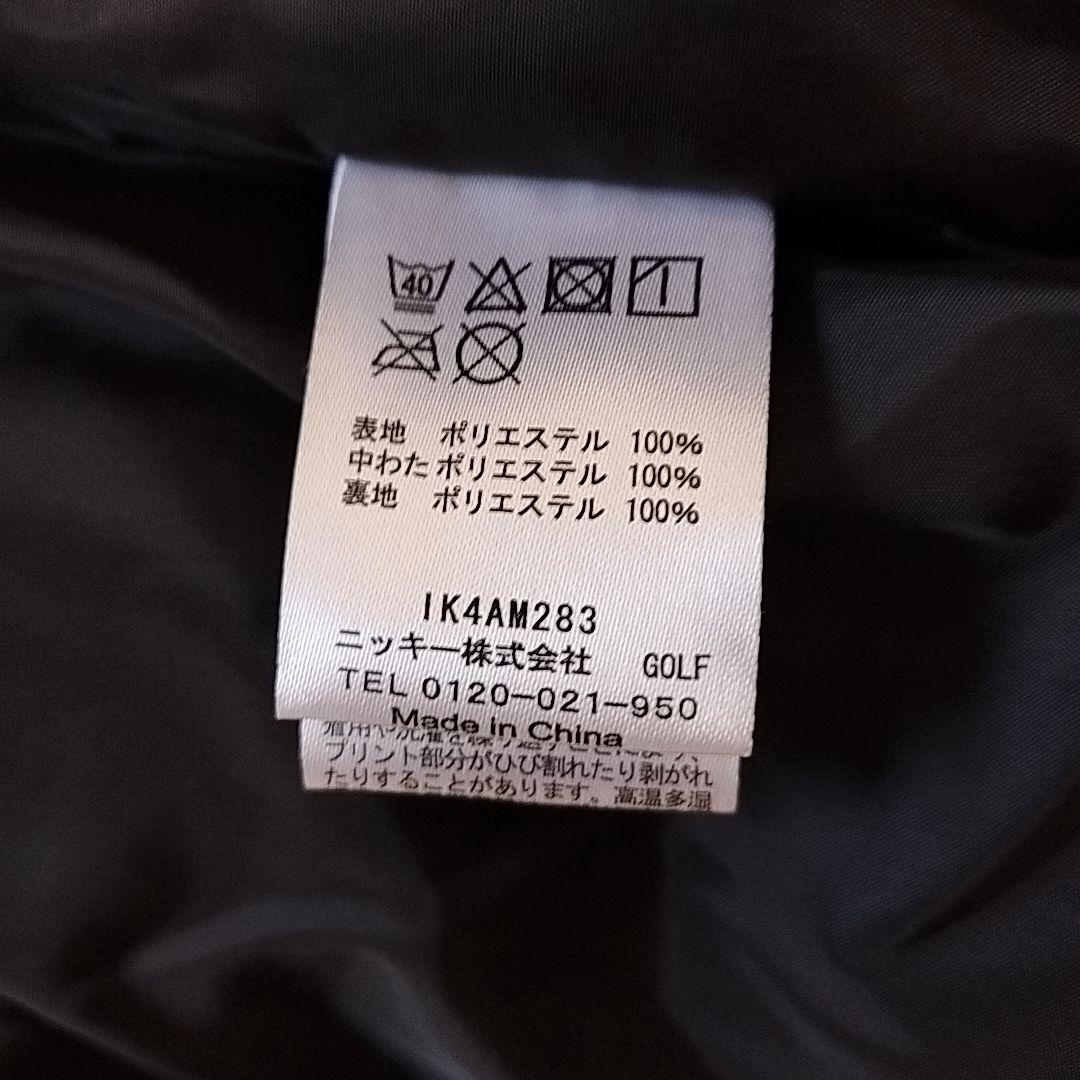 40
表地 ポリエステル 100%
中わた ポリエステル 100%
裏地 ポリエステル 100%
IK4AM283
ニッキー株式会社 GOLF
TEL 0120-021-950
Made in China
プリント部分がひび割れたり剥がれ
たりすることがあります。高温多湿